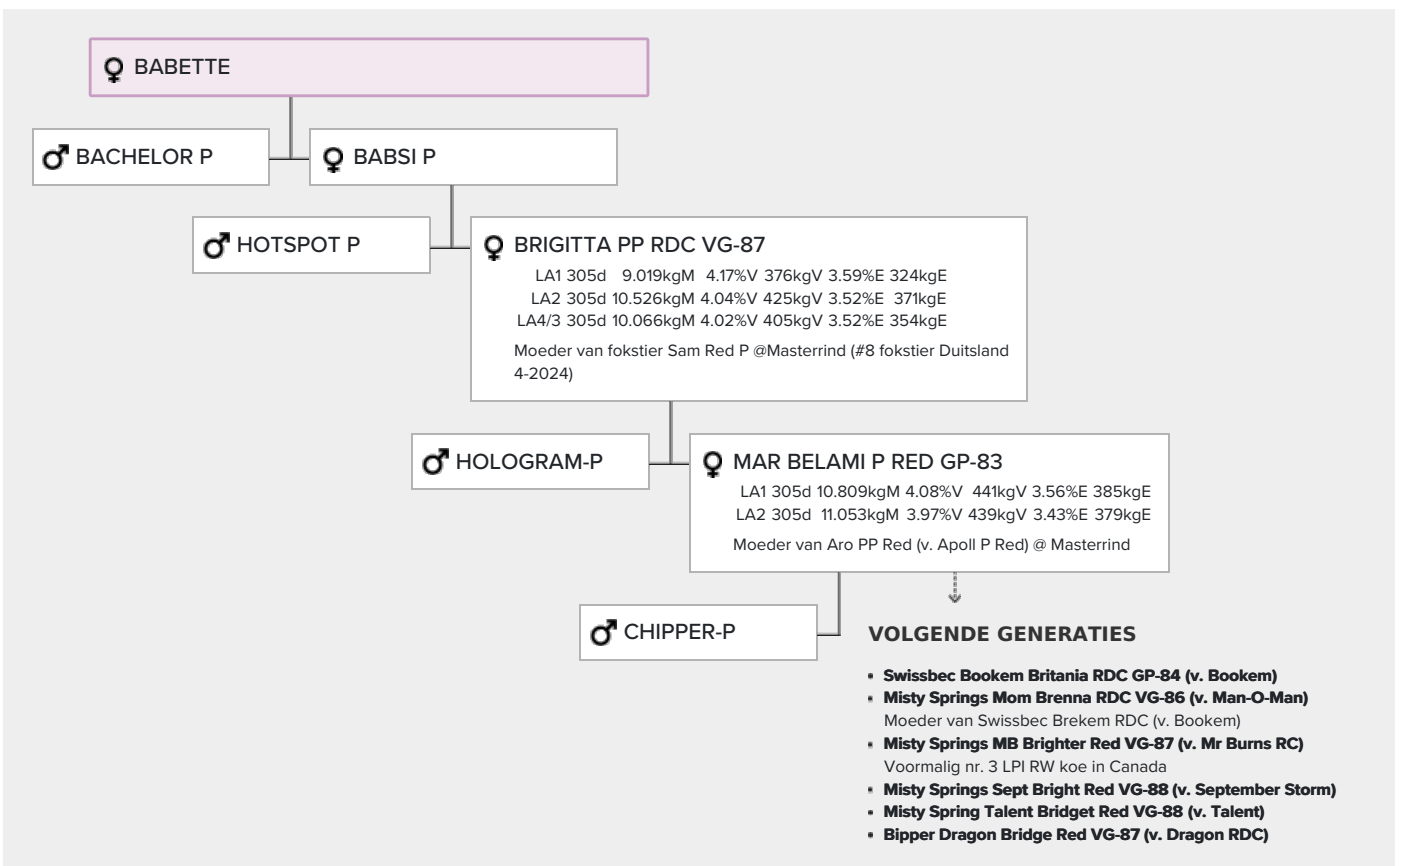 BABETTE
BACHELOR P
BABSI P
HOTSPOT P
BRIGITTA PP RDC VG-87
LA1 305d 9.019kgM 4.17%V 376kgV 3.59%E 324kgE
LA2 305d 10.526kgM 4.04%V 425kgV 3.52%E 371kgE
LA4/3 305d 10.066kgM 4.02%V 405kgV 3.52%E 354kgE
Moeder van fokstier Sam Red P @Masterrind (#8 fokstier Duitsland
4-2024)
HOLOGRAM-P
MAR BELAMI P RED GP-83
LA1 305d 10.809kgM 4.08%V 441kgV 3.56%E 385kgE
LA2 305d 11.053kgM 3.97%V 439kgV 3.43%E 379kgE
Moeder van Aro PP Red (v. Apoll P Red) @ Masterrind
CHIPPER-P
VOLGENDE GENERATIES
• Swissbec Bookem Britania RDC GP-84 (v. Bookem)
• Misty Springs Mom Brenna RDC VG-86 (v. Man-O-Man)
Moeder van Swissbec Brekem RDC (v. Bookem)
• Misty Springs MB Brighter Red VG-87 (v. Mr Burns RC)
Voormalig nr. 3 LPI RW koe in Canada
• Misty Springs Sept Bright Red VG-88 (v. September Storm)
• Misty Spring Talent Bridget Red VG-88 (v. Talent)
• Bipper Dragon Bridge Red VG-87 (v. Dragon RDC)